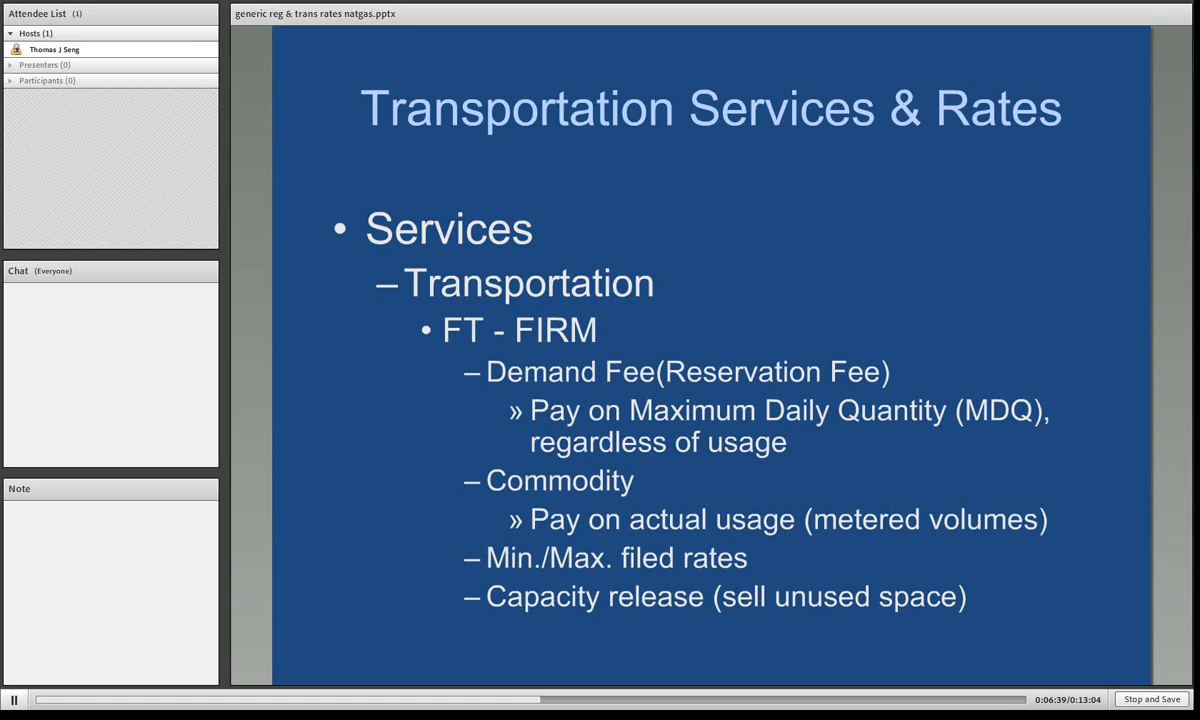 Attendee List (1)
Hosts (1)
Thomas J Seng
Presenters (0)
Participants (0)
Chat (Everyone)
Note
generic reg & trans rates natgas.pptx
Transportation Services & Rates
• Services
– Transportation
• FT - FIRM
– Demand Fee(Reservation Fee)
» Pay on Maximum Daily Quantity (MDQ),
regardless of usage
– Commodity
» Pay on actual usage (metered volumes)
– Min./Max. filed rates
– Capacity release (sell unused space)
0:06:39/0:13:04
Stop and Save